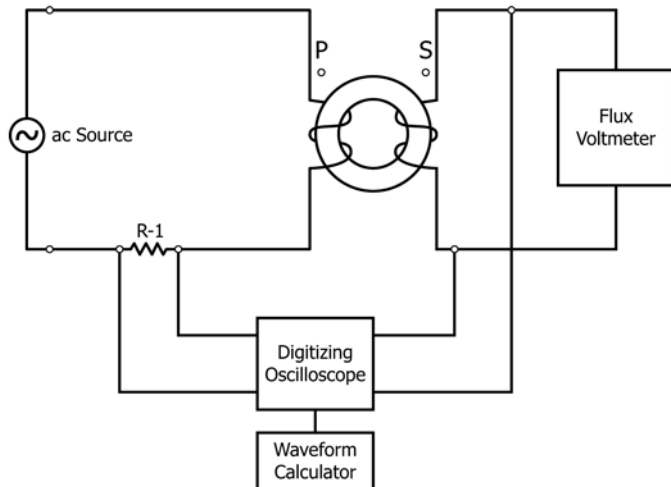 P
S
ac Source
Flux
Voltmeter
R-1
Digitizing
Oscilloscope
Waveform
Calculator